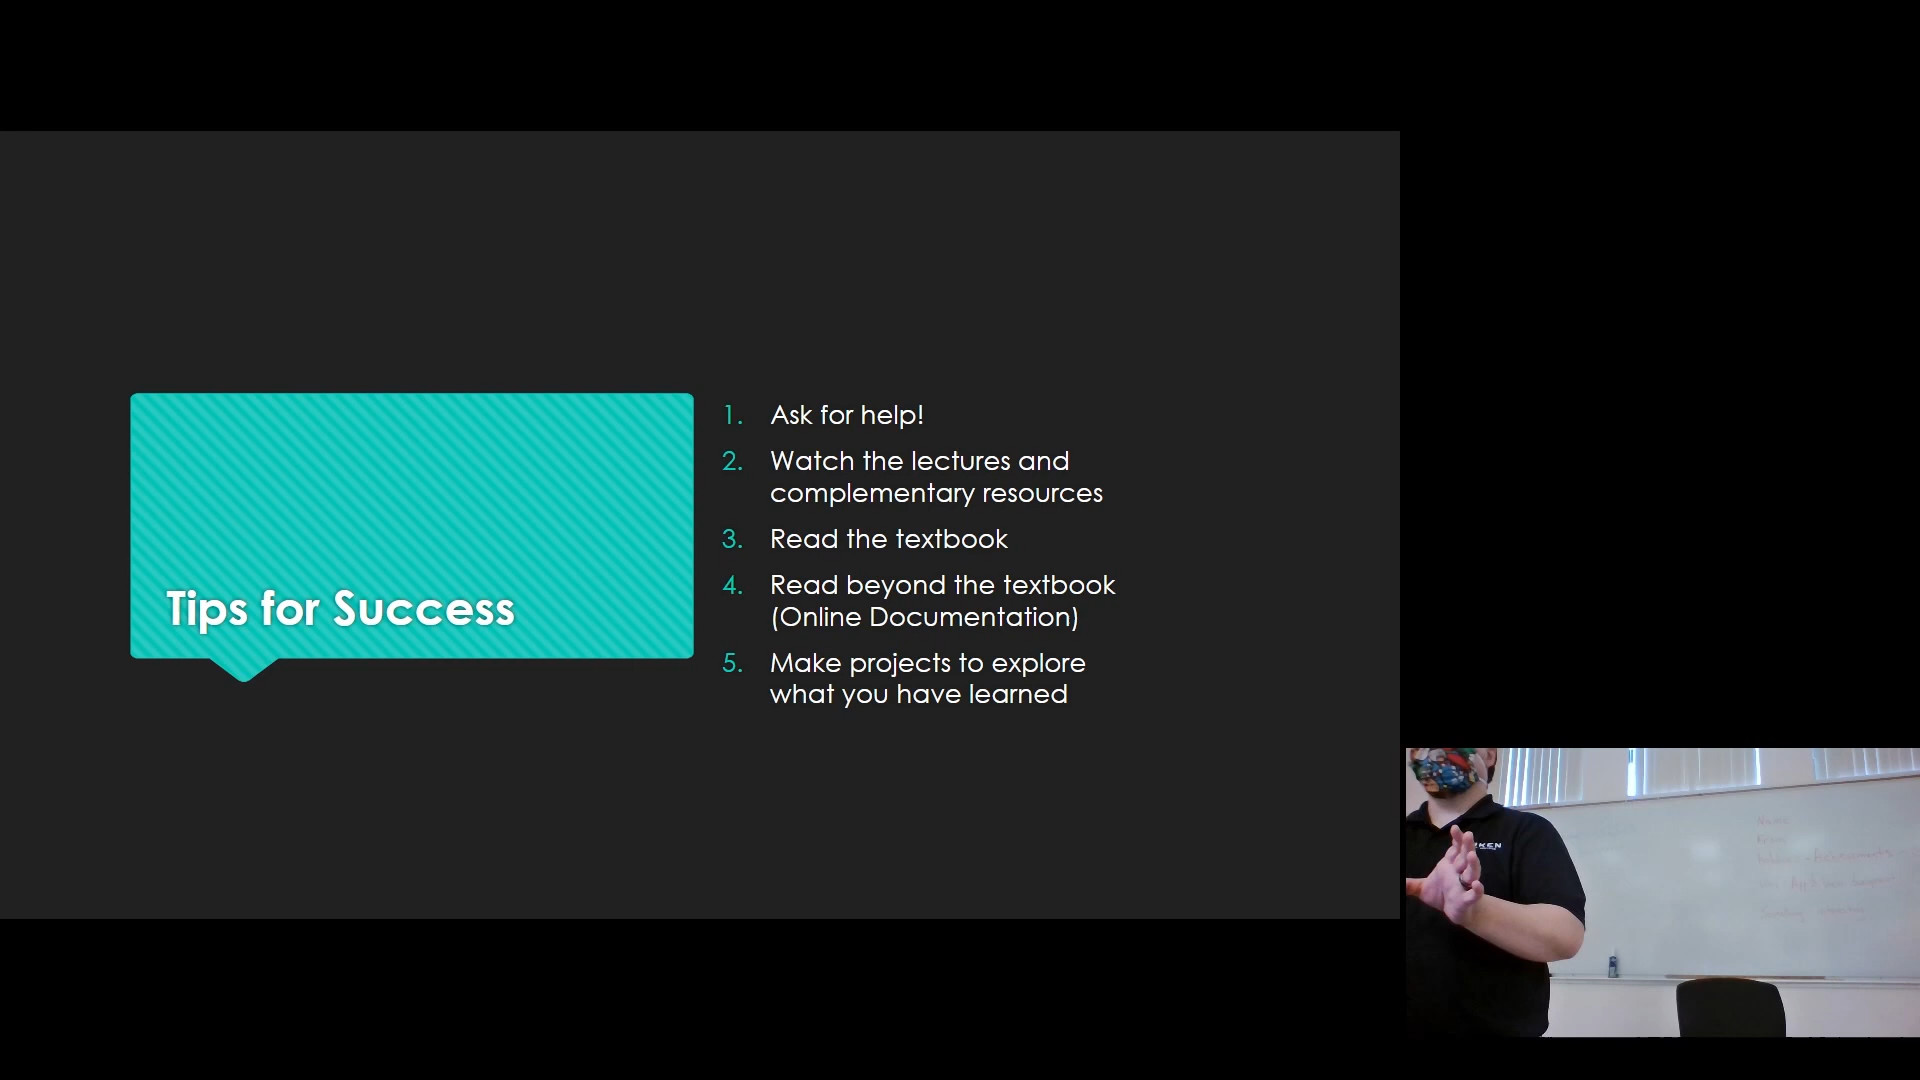 Tips for Success
1. Ask for help!
2. Watch the lectures and
complementary resources
3. Read the textbook
4. Read beyond the textbook
(Online Documentation)
5. Make projects to explore
what you have learned
Name